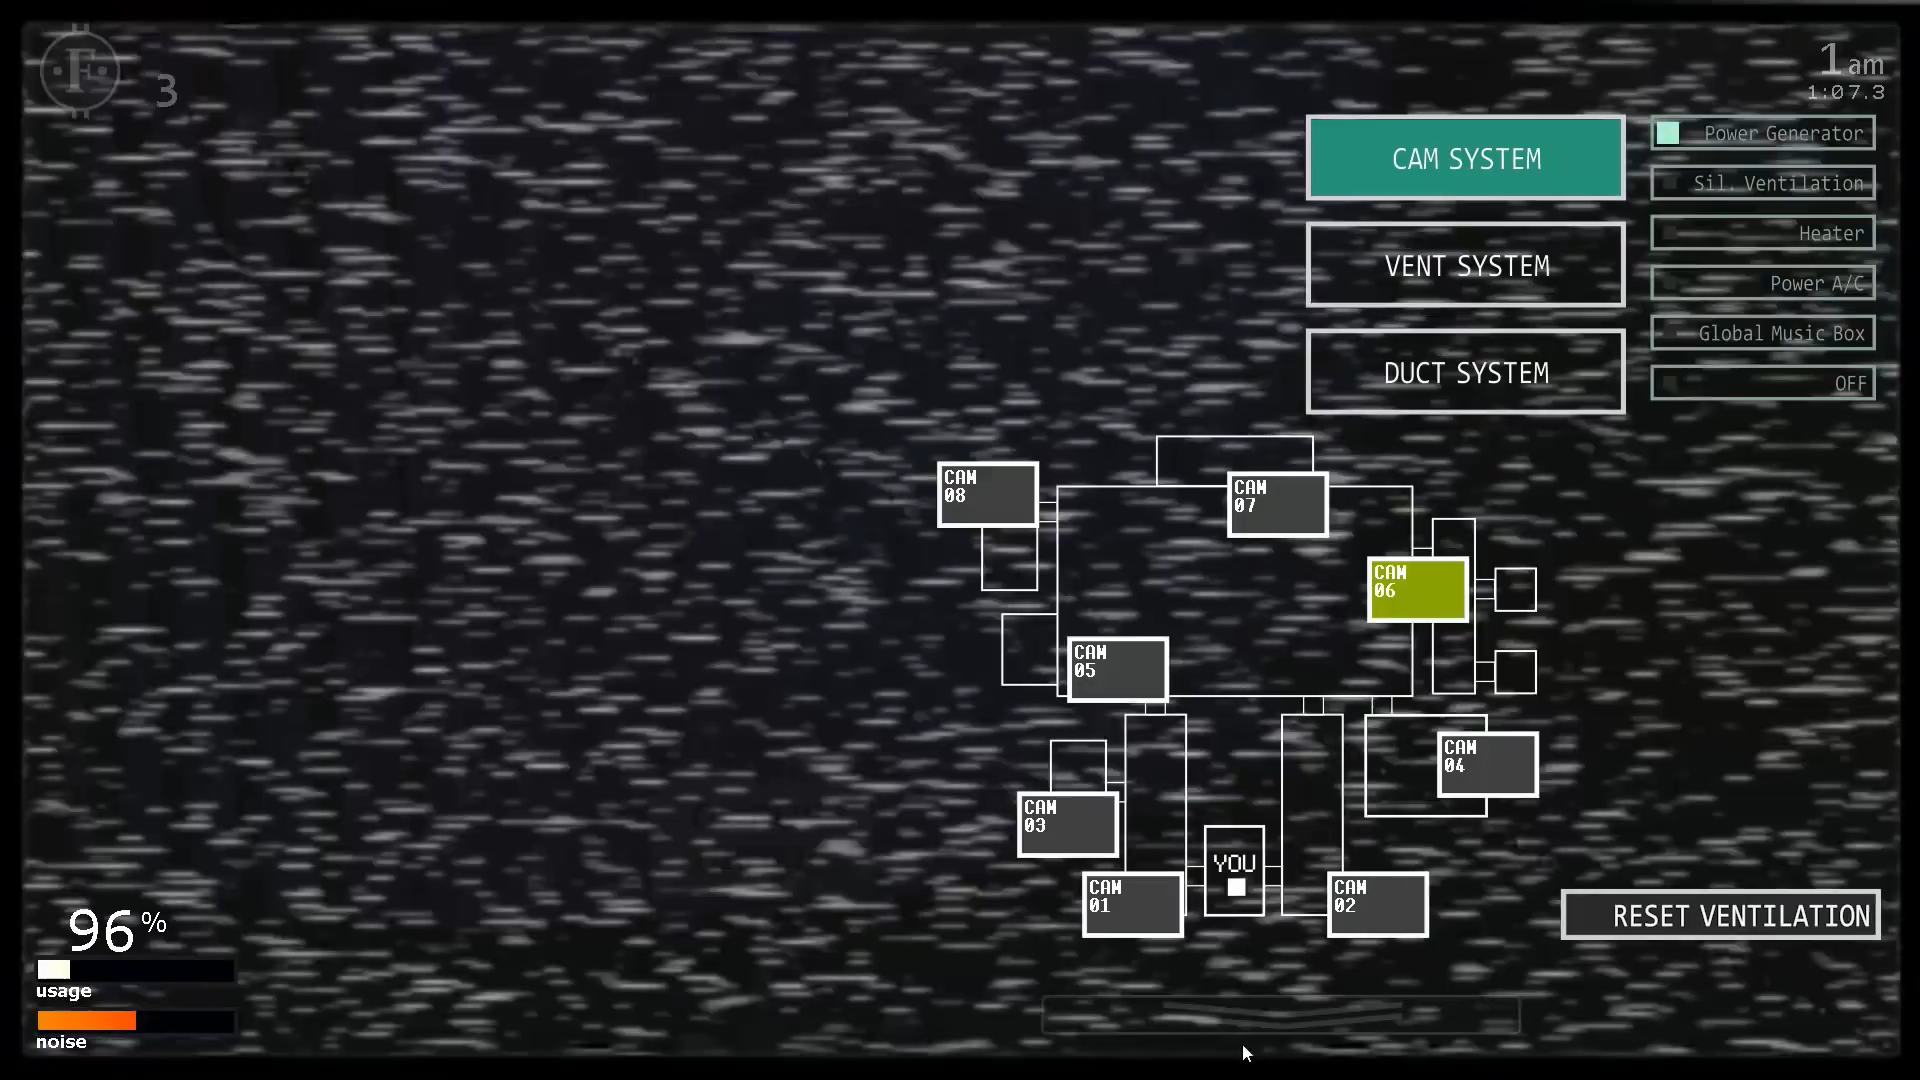 F
3
1 am
1:07.3
CAM SYSTEM
VENT SYSTEM
DUCT SYSTEM
Power Generator
Sil. Ventilation
Heater
Power A/C
Global Music Box
OFF
CAM 08
CAM 07
CAM 06
CAM 05
CAM 04
CAM 03
YOU
CAM 01
CAM 02
RESET VENTILATION
96%
usage
noise